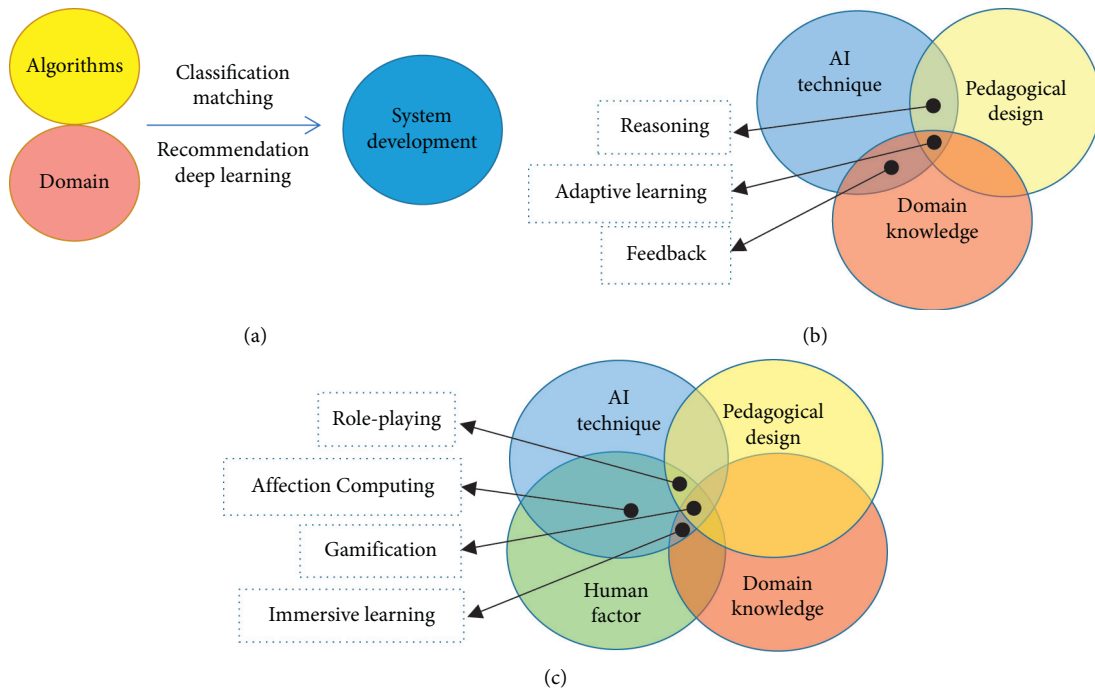 Algorithms
Domain
Classification
matching
Recommendation
deep learning
System
development
(a)
AI
technique
Pedagogical
design
Reasoning
Adaptive learning
Domain
knowledge
Feedback
(b)
AI
technique
Pedagogical
design
Role-playing
Affection Computing
Gamification
Immersive learning
Human
factor
Domain
knowledge
(c)